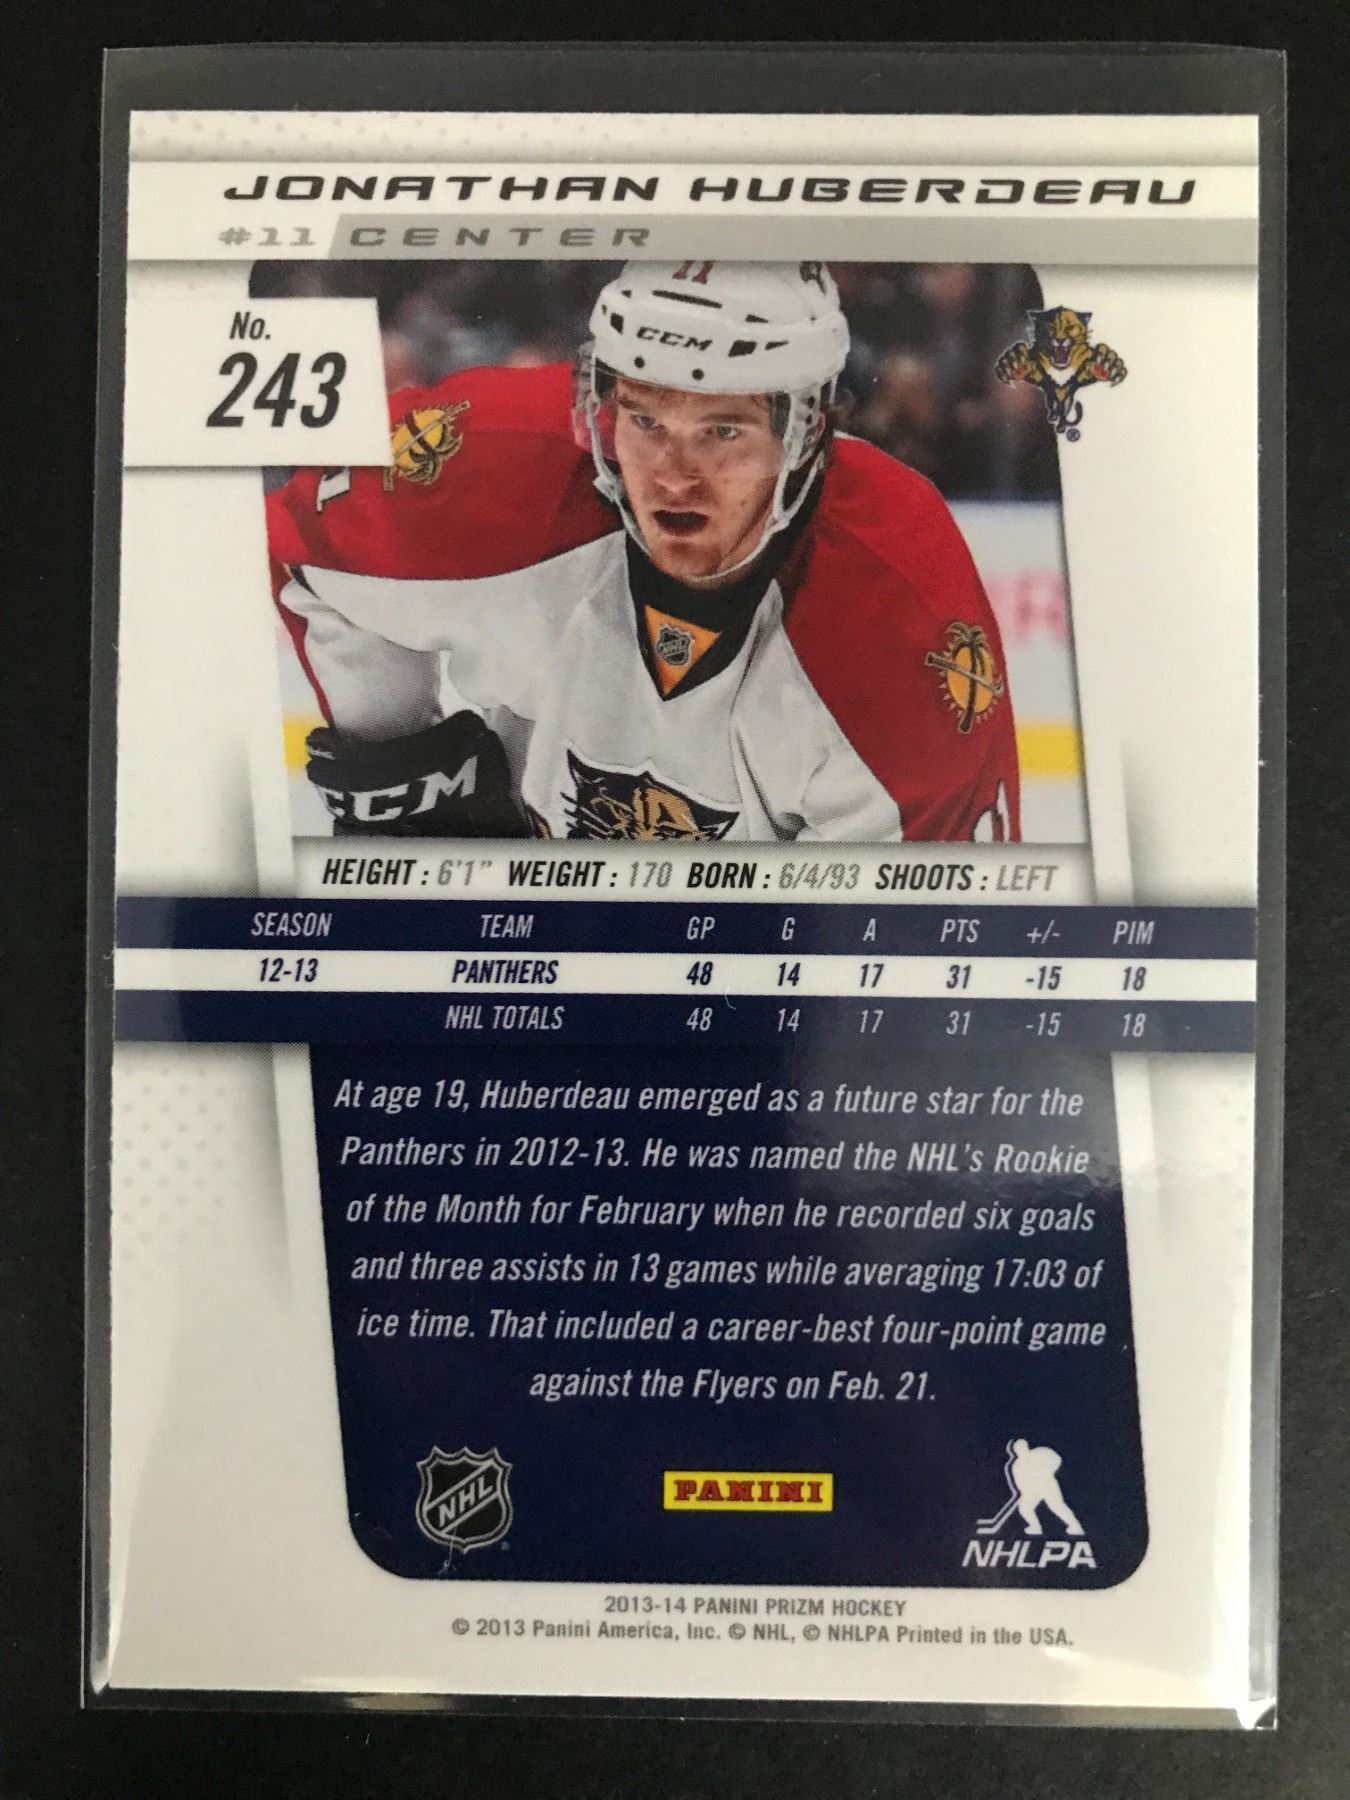 JONATHAN HUBERDEAU
#11 CENTER
No.
243
11
CCM
NHL
CCM
®
HEIGHT : 6'1" WEIGHT : 170 BORN : 6/4/93 SHOOTS : LEFT
SEASON TEAM GP G A PTS +/- PIM
12-13 PANTHERS 48 14 17 31 -15 18
NHL TOTALS 48 14 17 31 -15 18
At age 19, Huberdeau emerged as a future star for the
Panthers in 2012-13. He was named the NHL's Rookie
of the Month for February when he recorded six goals
and three assists in 13 games while averaging 17:03 of
ice time. That included a career-best four-point game
against the Flyers on Feb. 21.
NHL
PANINI
NHLPA
2013-14 PANINI PRIZM HOCKEY
© 2013 Panini America, Inc. © NHL, © NHLPA Printed in the USA.